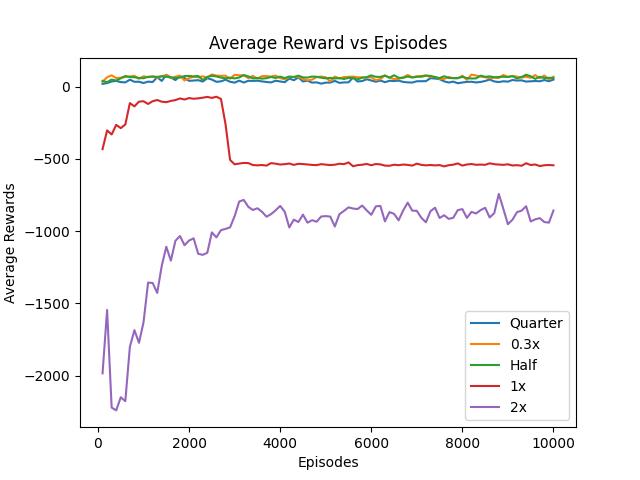 Average Reward vs Episodes
Average Rewards
0
−500
−1000
−1500
−2000
0
2000
4000
6000
8000
10000
Episodes
Quarter
0.3x
Half
1x
2x